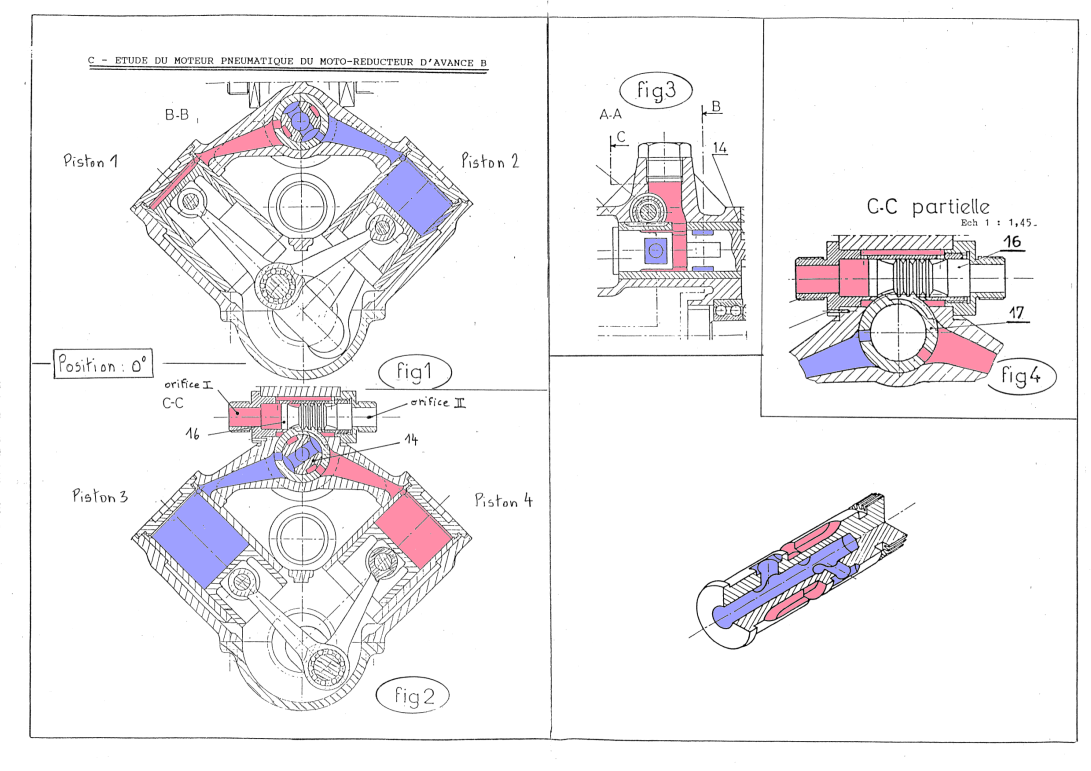 C - ETUDE DU MOTEUR PNEUMATIQUE DU MOTO-REDUCTEUR D'AVANCE B
B-B
Piston 1
Piston 2
Position : 0°
fig1
orifice I
C-C
orifice II
16
14
Piston 3
Piston 4
fig2
fig3
A-A
B
C
14
C-C partielle
Ech 1 : 1,45
16
17
fig4